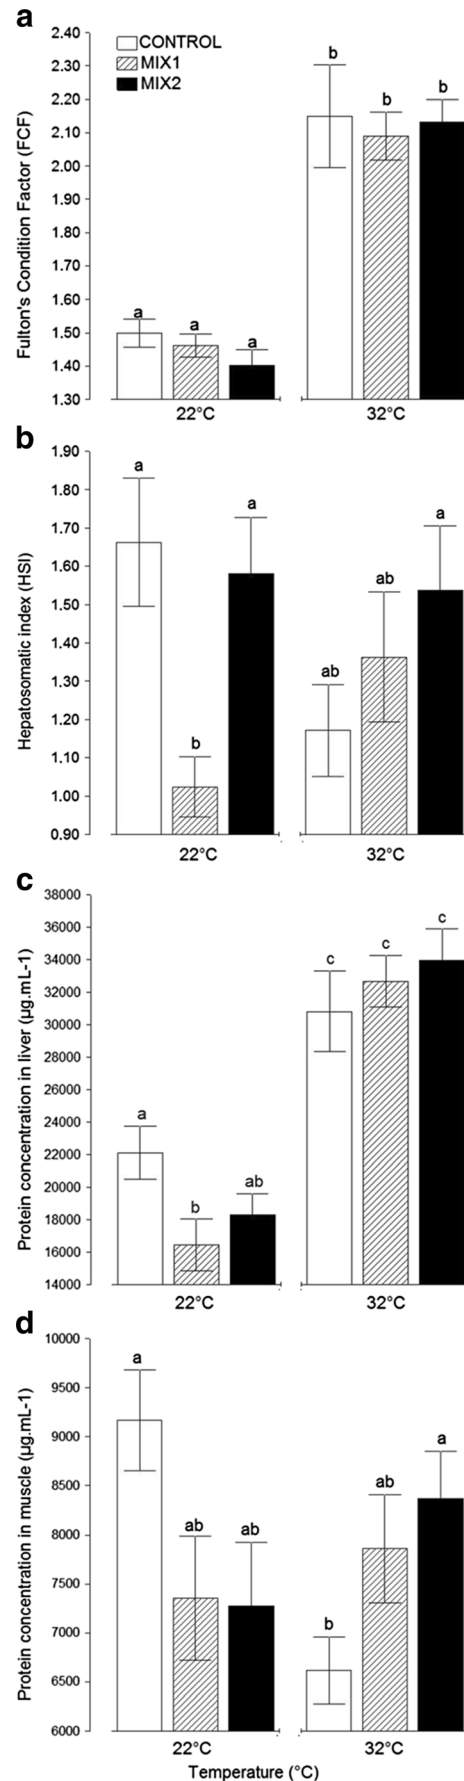 a
Fulton's Condition Factor (FCF)
2.40
2.30
2.20
2.10
2.00
1.90
1.80
1.70
1.60
1.50
1.40
1.30
CONTROL
MIX1
MIX2
a
a
a
b
b
b
22°C
32°C
b
Hepatosomatic index (HSI)
1.90
1.80
1.70
1.60
1.50
1.40
1.30
1.20
1.10
1.00
0.90
a
b
a
ab
ab
a
22°C
32°C
c
Protein concentration in liver (µg.mL-1)
38000
36000
34000
32000
30000
28000
26000
24000
22000
20000
18000
16000
14000
a
b
ab
c
c
c
22°C
32°C
d
Protein concentration in muscle (µg.mL-1)
10000
9500
9000
8500
8000
7500
7000
6500
6000
a
ab
ab
b
ab
a
22°C
32°C
Temperature (°C)